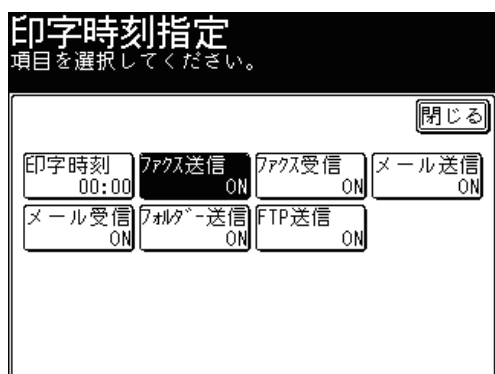 印字時刻指定
項目を選択してください。
閉じる
印字時刻 ﾌｧｸｽ送信 ﾌｧｸｽ受信 メール送信
00:00 ON ON ON
メール受信 ﾌｫﾙﾀﾞｰ送信 FTP送信
ON ON ON